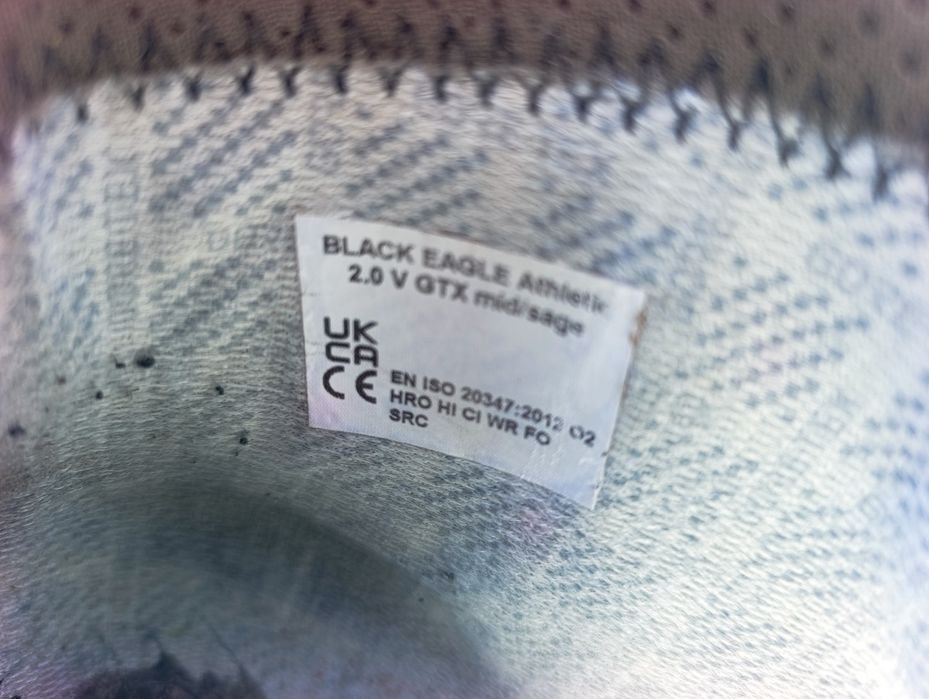 BLACK EAGLE Athletic
2.0 V GTX mid/sage
UK
CA
CE
EN ISO 20347:2012 O2
HRO HI CI WR FO
SRC